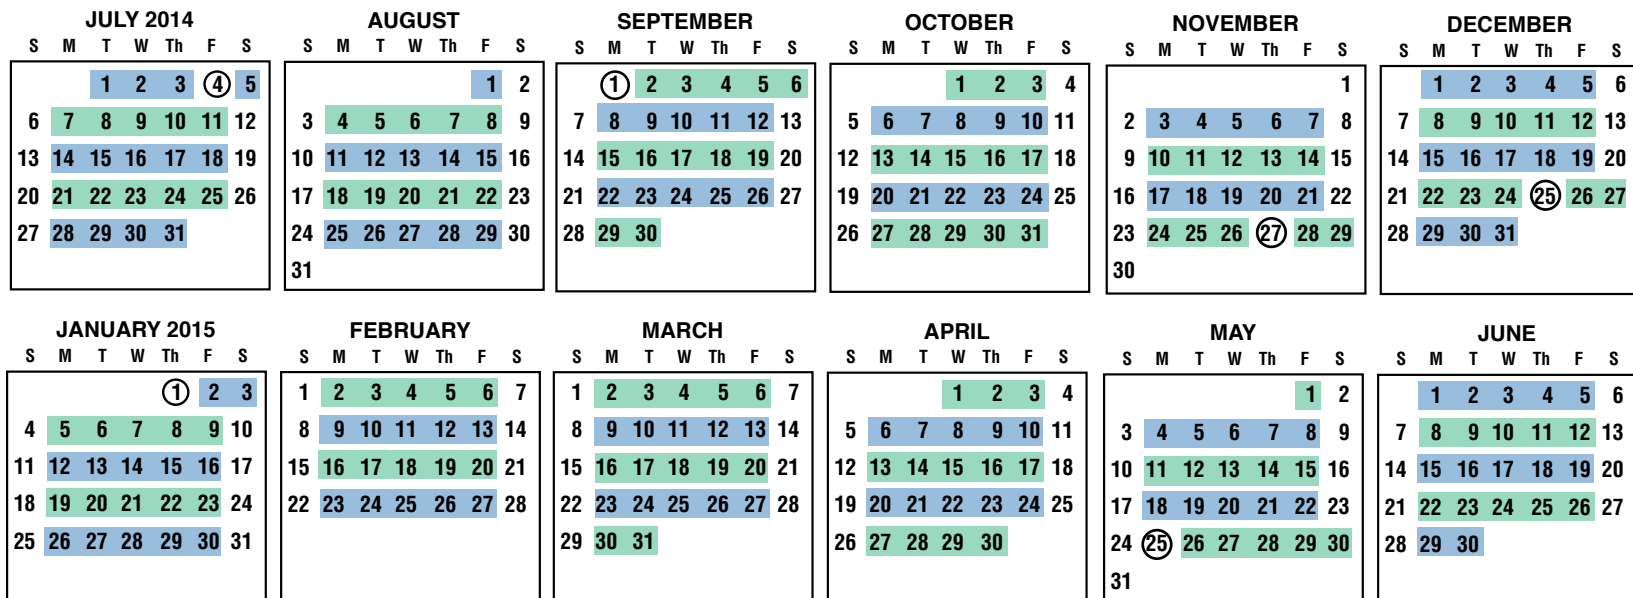 JULY 2014 AUGUST SEPTEMBER OCTOBER NOVEMBER DECEMBER
S M T W Th F S S M T W Th F S S M T W Th F S S M T W Th F S S M T W Th F S S M T W Th F S
1 2 3 4 5 1 2 1 2 3 4 5 6 1 2 3 4 1 1 2 3 4 5 6
6 7 8 9 10 11 12 3 4 5 6 7 8 9 7 8 9 10 11 12 13 5 6 7 8 9 10 11 2 3 4 5 6 7 8 7 8 9 10 11 12 13
13 14 15 16 17 18 19 10 11 12 13 14 15 16 14 15 16 17 18 19 20 12 13 14 15 16 17 18 9 10 11 12 13 14 15 14 15 16 17 18 19 20
20 21 22 23 24 25 26 17 18 19 20 21 22 23 21 22 23 24 25 26 27 19 20 21 22 23 24 25 16 17 18 19 20 21 22 21 22 23 24 25 26 27
27 28 29 30 31 24 25 26 27 28 29 30 28 29 30 26 27 28 29 30 31 23 24 25 26 27 28 29 28 29 30 31
31 30
JANUARY 2015 FEBRUARY MARCH APRIL MAY JUNE
S M T W Th F S S M T W Th F S S M T W Th F S S M T W Th F S S M T W Th F S S M T W Th F S
1 2 3 1 2 3 4 5 6 7 1 2 3 4 5 6 7 1 2 3 4 1 2 1 2 3 4 5 6
4 5 6 7 8 9 10 8 9 10 11 12 13 14 8 9 10 11 12 13 14 5 6 7 8 9 10 11 3 4 5 6 7 8 9 7 8 9 10 11 12 13
11 12 13 14 15 16 17 15 16 17 18 19 20 21 15 16 17 18 19 20 21 12 13 14 15 16 17 18 10 11 12 13 14 15 16 14 15 16 17 18 19 20
18 19 20 21 22 23 24 22 23 24 25 26 27 28 22 23 24 25 26 27 28 19 20 21 22 23 24 25 17 18 19 20 21 22 23 21 22 23 24 25 26 27
25 26 27 28 29 30 31 29 30 31 26 27 28 29 30 24 25 26 27 28 29 30 28 29 30
31